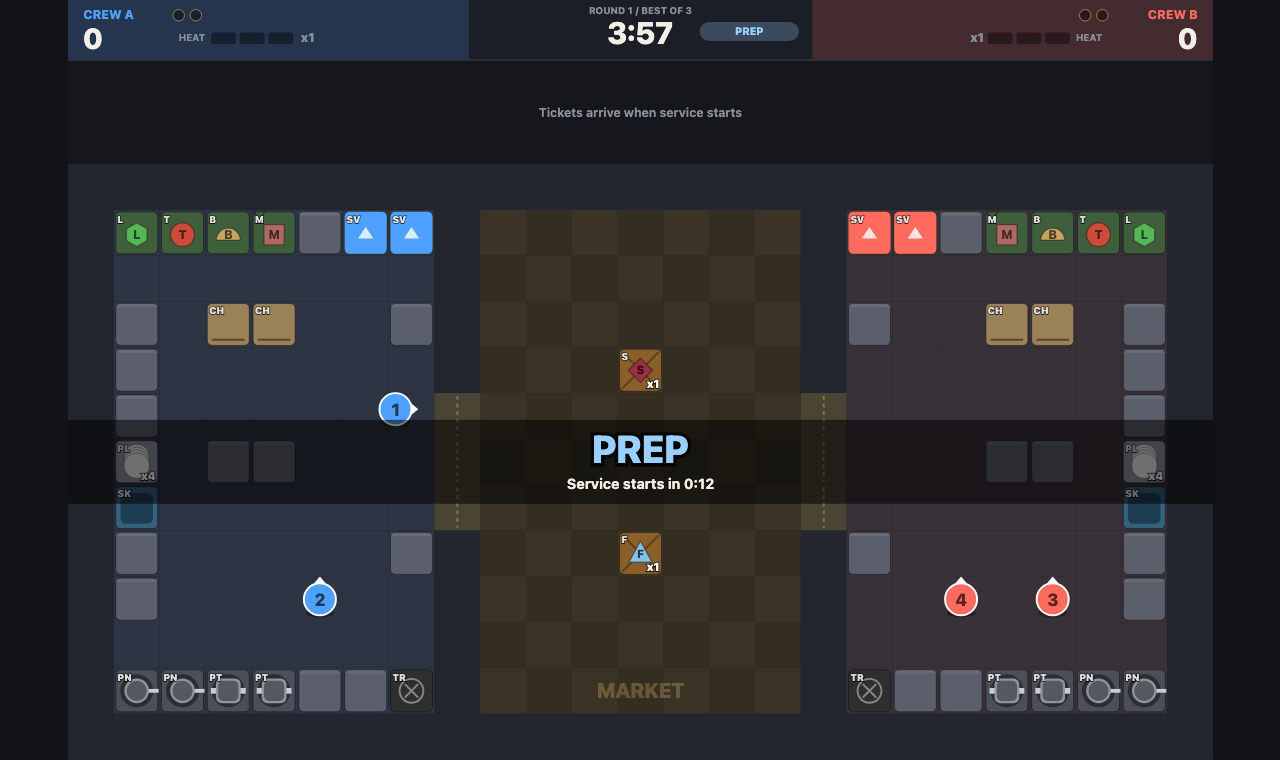 CREW A
0
HEAT
x1
ROUND 1 / BEST OF 3
3:57
PREP
x1
HEAT
CREW B
0
Tickets arrive when service starts
L
L
T
T
B
B
M
M
SV
SV
SV
SV
M
M
B
B
T
T
L
L
CH
CH
CH
CH
S
S
x1
1
PL
x4
PREP
Service starts in 0:12
PL
x4
SK
SK
F
F
x1
2
4
3
PN
PN
PT
PT
TR
MARKET
TR
PT
PT
PN
PN